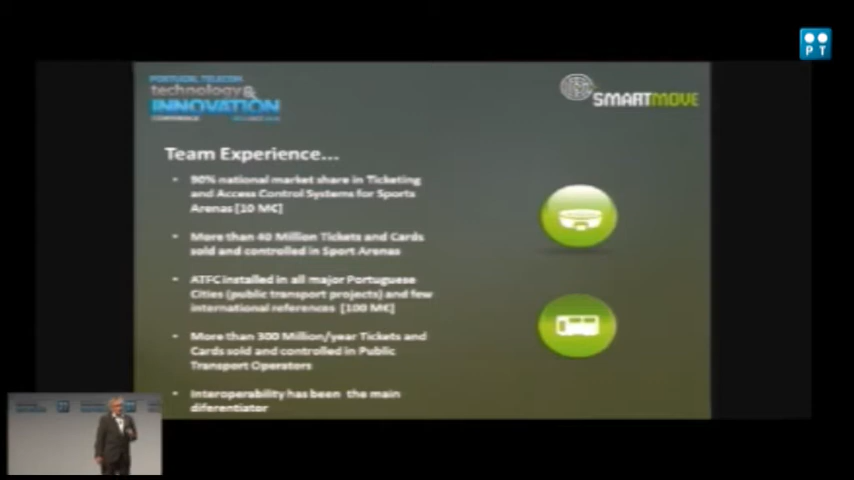 PT
PORTUGAL TELECOM
technology&
INNOVATION
CONFERENCE
SMARTMOVE
Team Experience...
• 90% national market share in Ticketing
and Access Control Systems for Sports
Arenas [10 M€]
• More than 40 Million Tickets and Cards
sold and controlled in Sport Arenas
• ATFC installed in all major Portuguese
Cities (public transport projects) and few
international references [100 M€]
• More than 300 Million/year Tickets and
Cards sold and controlled in Public
Transport Operators
• Interoperability has been the main
diferentiator